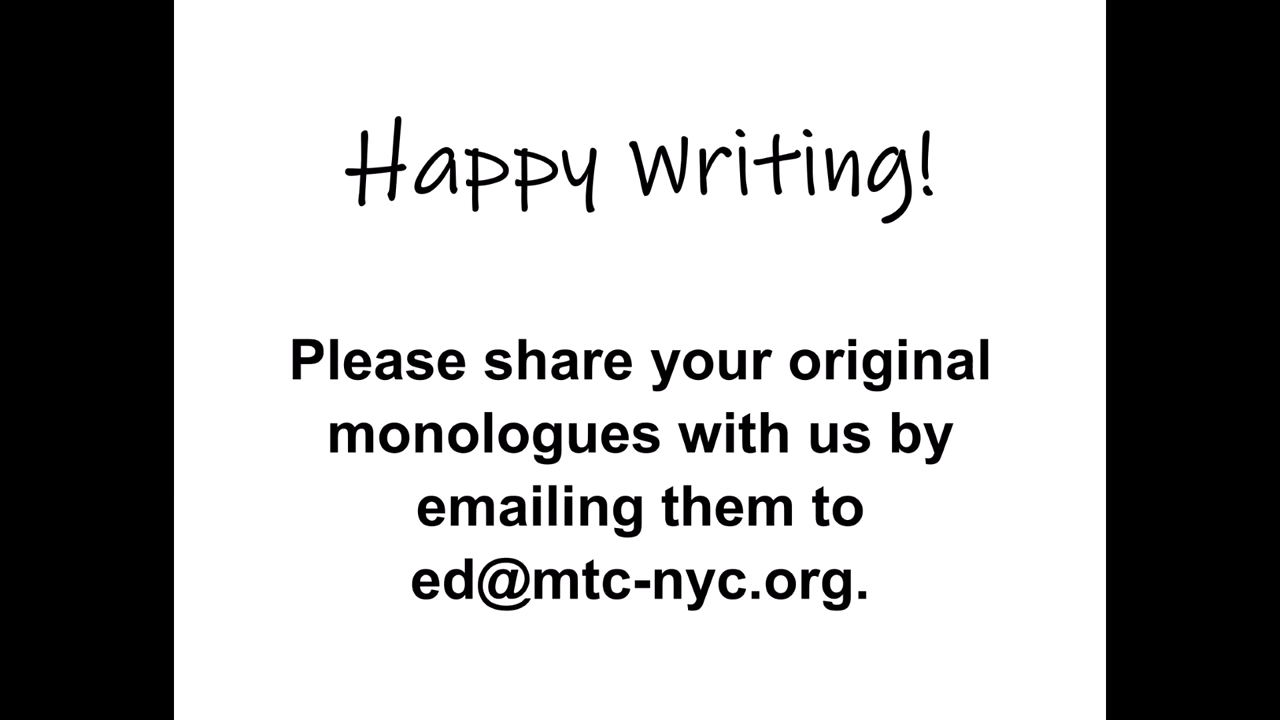 Happy Writing!
Please share your original
monologues with us by
emailing them to
ed@mtc-nyc.org.